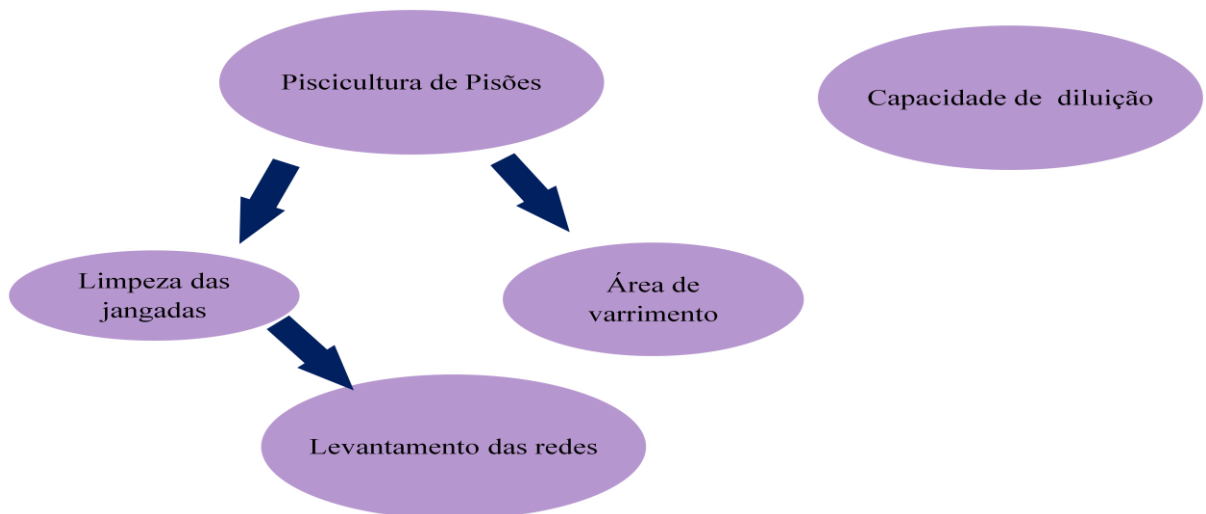 Piscicultura de Pisões
Capacidade de diluição
Limpeza das
jangadas
Área de
varrimento
Levantamento das redes